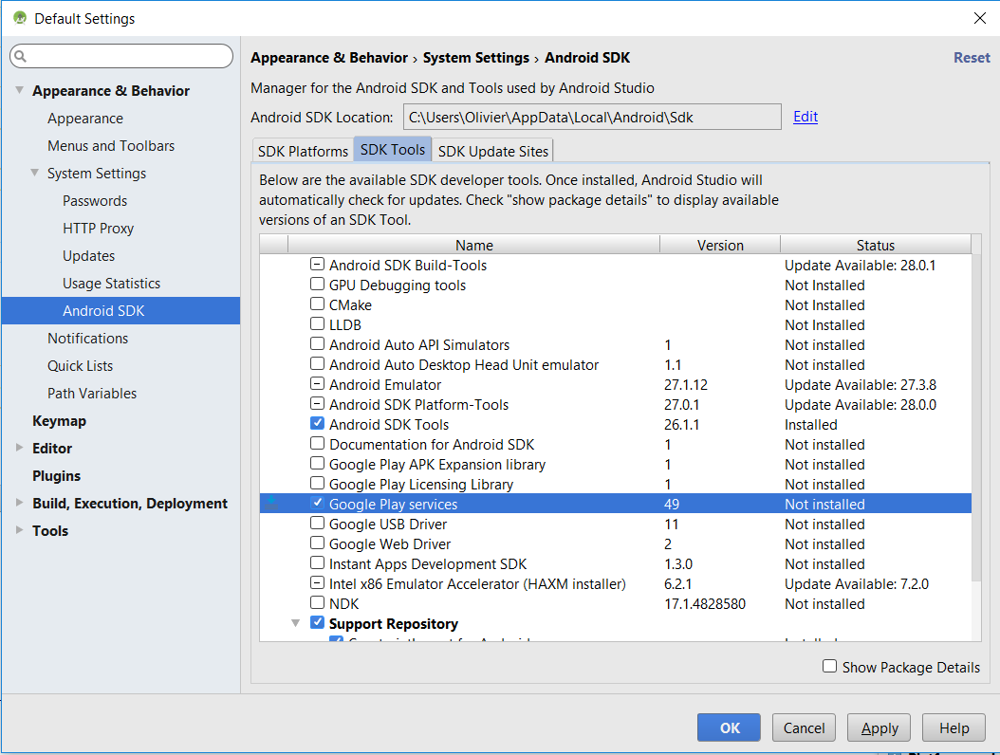 Default Settings
Appearance & Behavior › System Settings › Android SDK
Reset
Appearance & Behavior
Appearance
Menus and Toolbars
System Settings
Passwords
HTTP Proxy
Updates
Usage Statistics
Android SDK
Notifications
Quick Lists
Path Variables
Keymap
Editor
Plugins
Build, Execution, Deployment
Tools
Manager for the Android SDK and Tools used by Android Studio
Android SDK Location: C:\Users\Olivier\AppData\Local\Android\Sdk Edit
SDK Platforms SDK Tools SDK Update Sites
Below are the available SDK developer tools. Once installed, Android Studio will
automatically check for updates. Check "show package details" to display available
versions of an SDK Tool.
Name Version Status
Android SDK Build-Tools Update Available: 28.0.1
GPU Debugging tools Not Installed
CMake Not Installed
LLDB Not Installed
Android Auto API Simulators 1 Not installed
Android Auto Desktop Head Unit emulator 1.1 Not installed
Android Emulator 27.1.12 Update Available: 27.3.8
Android SDK Platform-Tools 27.0.1 Update Available: 28.0.0
Android SDK Tools 26.1.1 Installed
Documentation for Android SDK 1 Not installed
Google Play APK Expansion library 1 Not installed
Google Play Licensing Library 1 Not installed
Google Play services 49 Not installed
Google USB Driver 11 Not installed
Google Web Driver 2 Not installed
Instant Apps Development SDK 1.3.0 Not installed
Intel x86 Emulator Accelerator (HAXM installer) 6.2.1 Update Available: 7.2.0
NDK 17.1.4828580 Not installed
Support Repository
Show Package Details
OK Cancel Apply Help